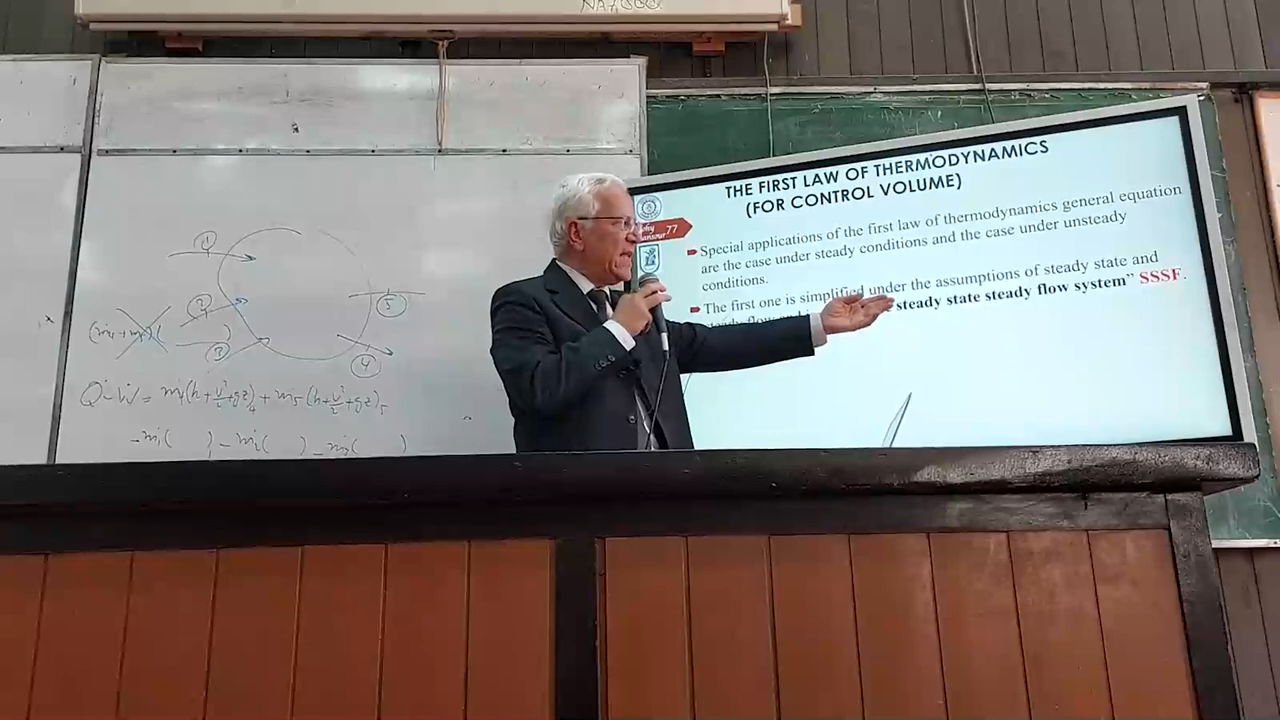 THE FIRST LAW OF THERMODYNAMICS
(FOR CONTROL VOLUME)
77
Special applications of the first law of thermodynamics general equation
are the case under steady conditions and the case under unsteady
conditions.
The first one is simplified under the assumptions of steady state and
steady state steady flow system" SSSF.
1
2
3
4
5
Q̇-Ẇ = ṁ4(h+v²/2+gz)4 + ṁ5(h+v²/2+gz)5
-ṁ1( ) - ṁ2( ) - ṁ3( )